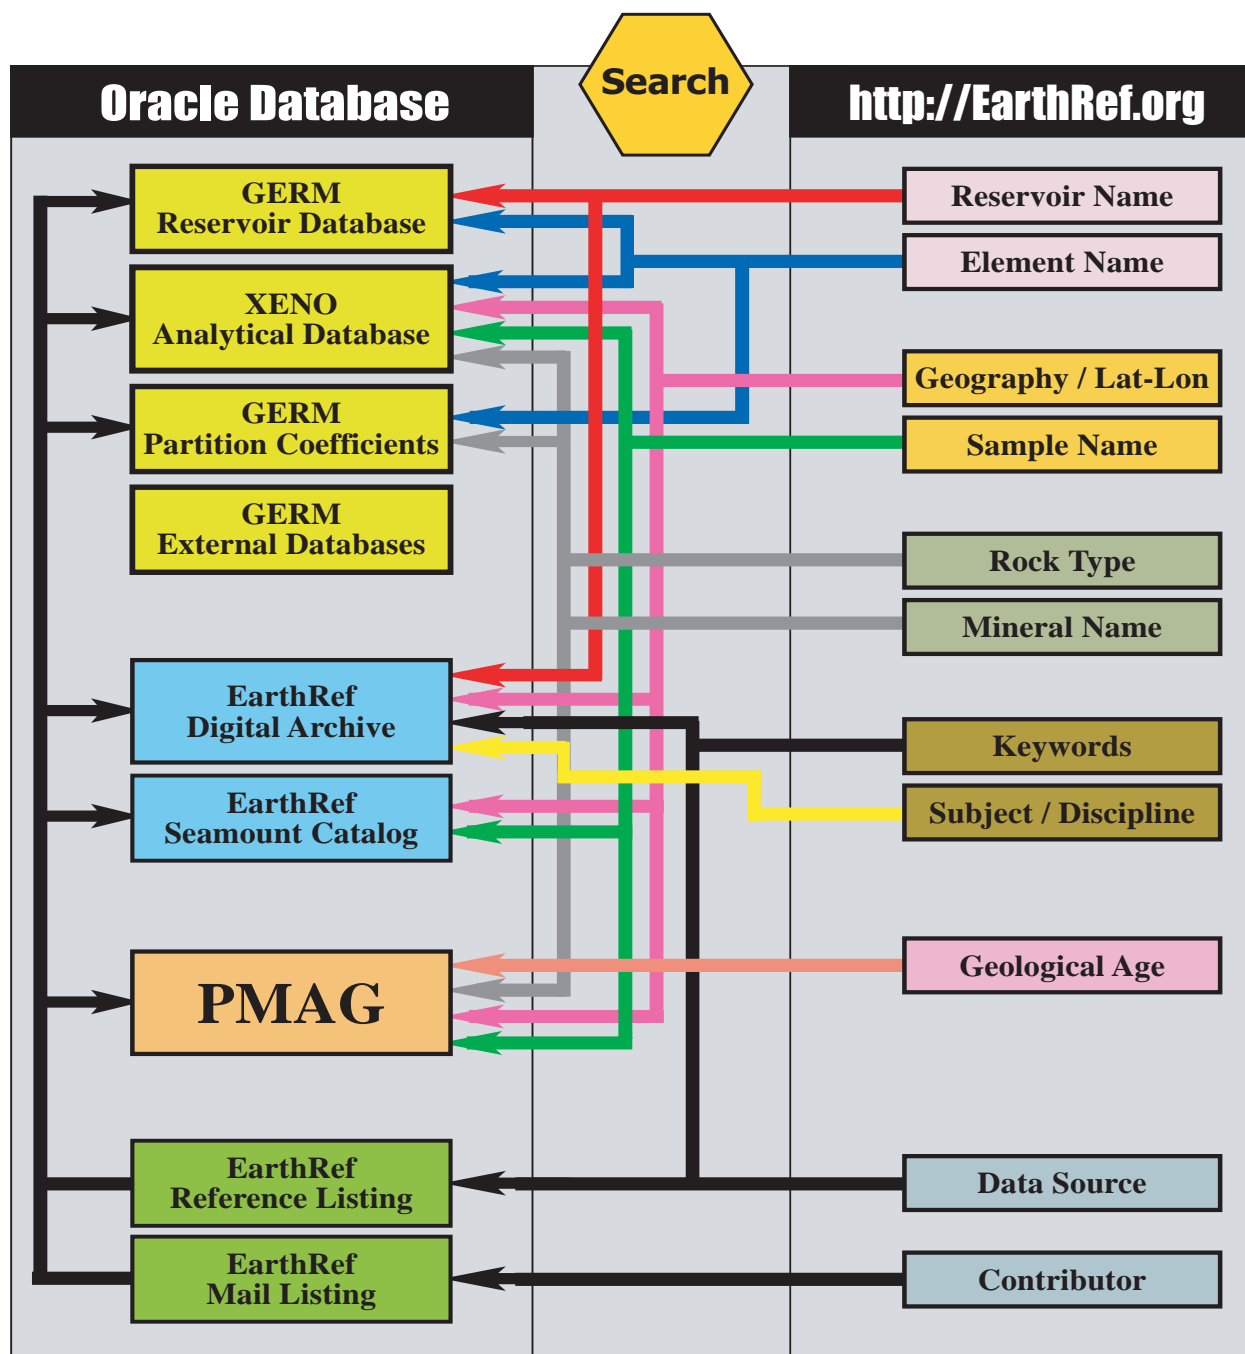 Search
Oracle Database
http://EarthRef.org
GERM
Reservoir Database
XENO
Analytical Database
GERM
Partition Coefficients
GERM
External Databases
EarthRef
Digital Archive
EarthRef
Seamount Catalog
PMAG
EarthRef
Reference Listing
EarthRef
Mail Listing
Reservoir Name
Element Name
Geography / Lat-Lon
Sample Name
Rock Type
Mineral Name
Keywords
Subject / Discipline
Geological Age
Data Source
Contributor